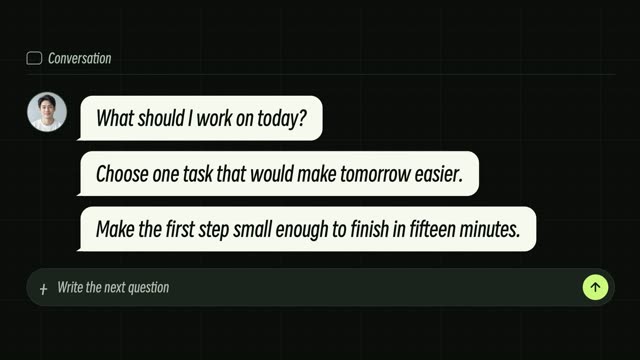 Conversation
What should I work on today?
Choose one task that would make tomorrow easier.
Make the first step small enough to finish in fifteen minutes.
+ Write the next question